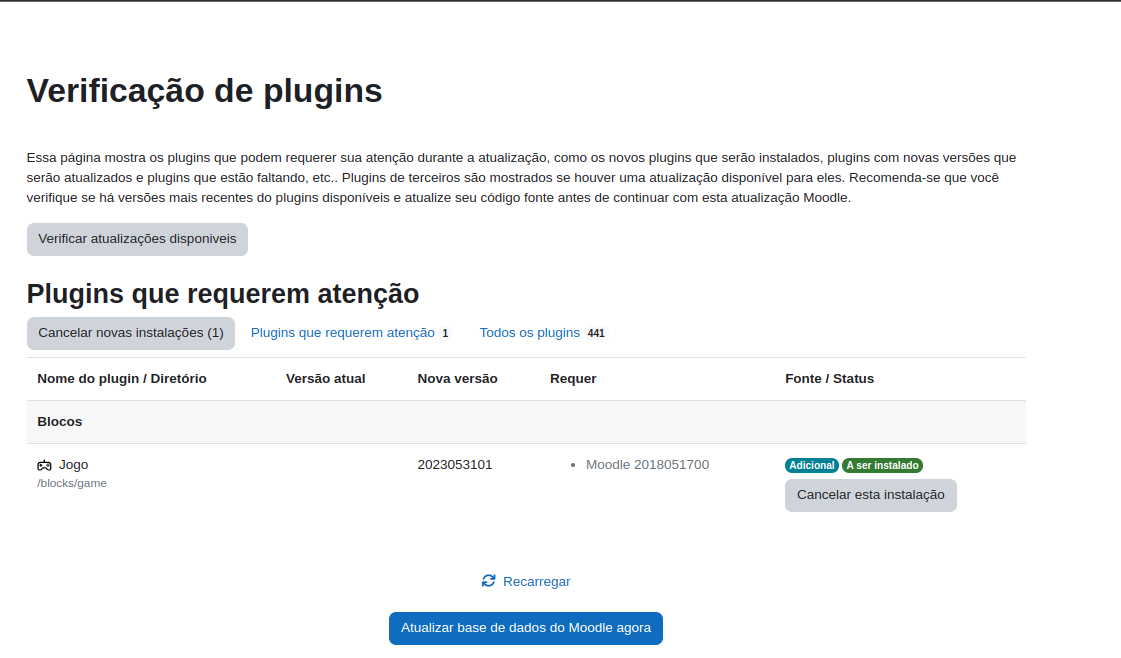 Verificação de plugins
Essa página mostra os plugins que podem requerer sua atenção durante a atualização, como os novos plugins que serão instalados, plugins com novas versões que
serão atualizados e plugins que estão faltando, etc.. Plugins de terceiros são mostrados se houver uma atualização disponível para eles. Recomenda-se que você
verifique se há versões mais recentes do plugins disponíveis e atualize seu código fonte antes de continuar com esta atualização Moodle.
Verificar atualizações disponiveis
Plugins que requerem atenção
Cancelar novas instalações (1) Plugins que requerem atenção 1 Todos os plugins 441
Nome do plugin / Diretório Versão atual Nova versão Requer Fonte / Status
Blocos
Jogo 2023053101 Moodle 2018051700 Adicional A ser instalado
/blocks/game
Cancelar esta instalação
Recarregar
Atualizar base de dados do Moodle agora